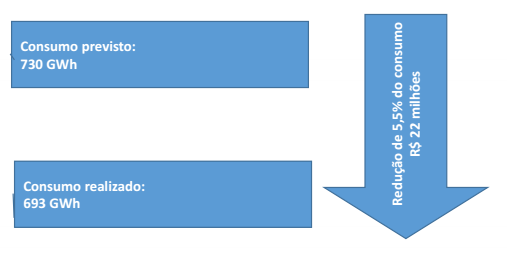 Consumo previsto:
730 GWh
Redução de 5,5% do consumo
R$ 22 milhões
Consumo realizado:
693 GWh